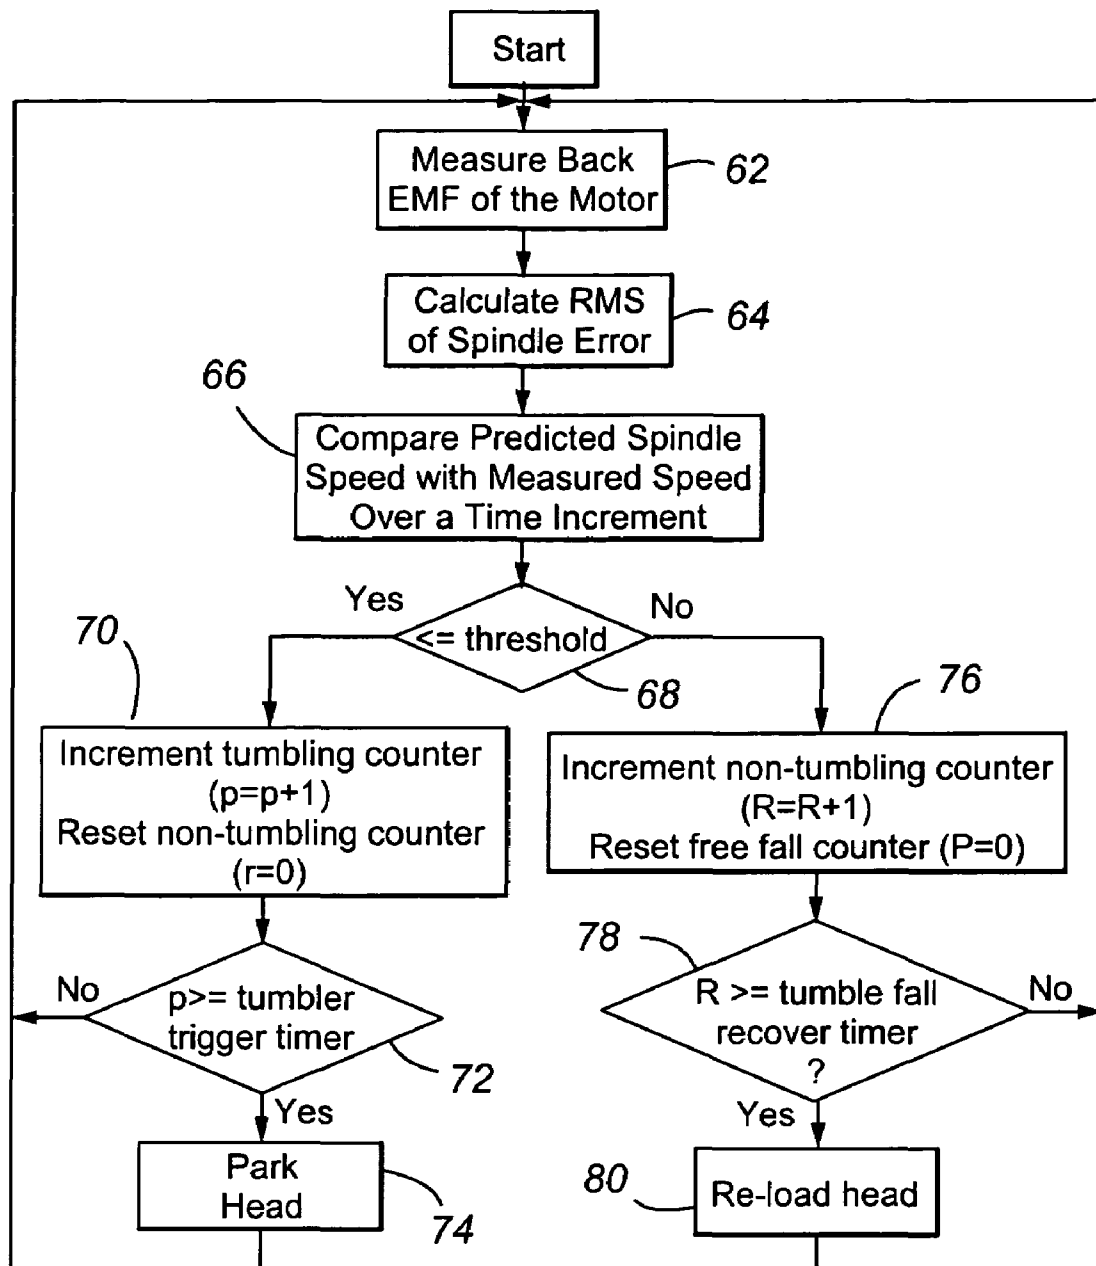 Start
Measure Back
EMF of the Motor
62
Calculate RMS
of Spindle Error
64
66
Compare Predicted Spindle
Speed with Measured Speed
Over a Time Increment
Yes
No
<= threshold
68
70
Increment tumbling counter
(p=p+1)
Reset non-tumbling counter
(r=0)
76
Increment non-tumbling counter
(R=R+1)
Reset free fall counter (P=0)
No
p>= tumbler
trigger timer
72
Yes
78
R >= tumble fall
recover timer
?
No
Yes
Park
Head
74
80
Re-load head